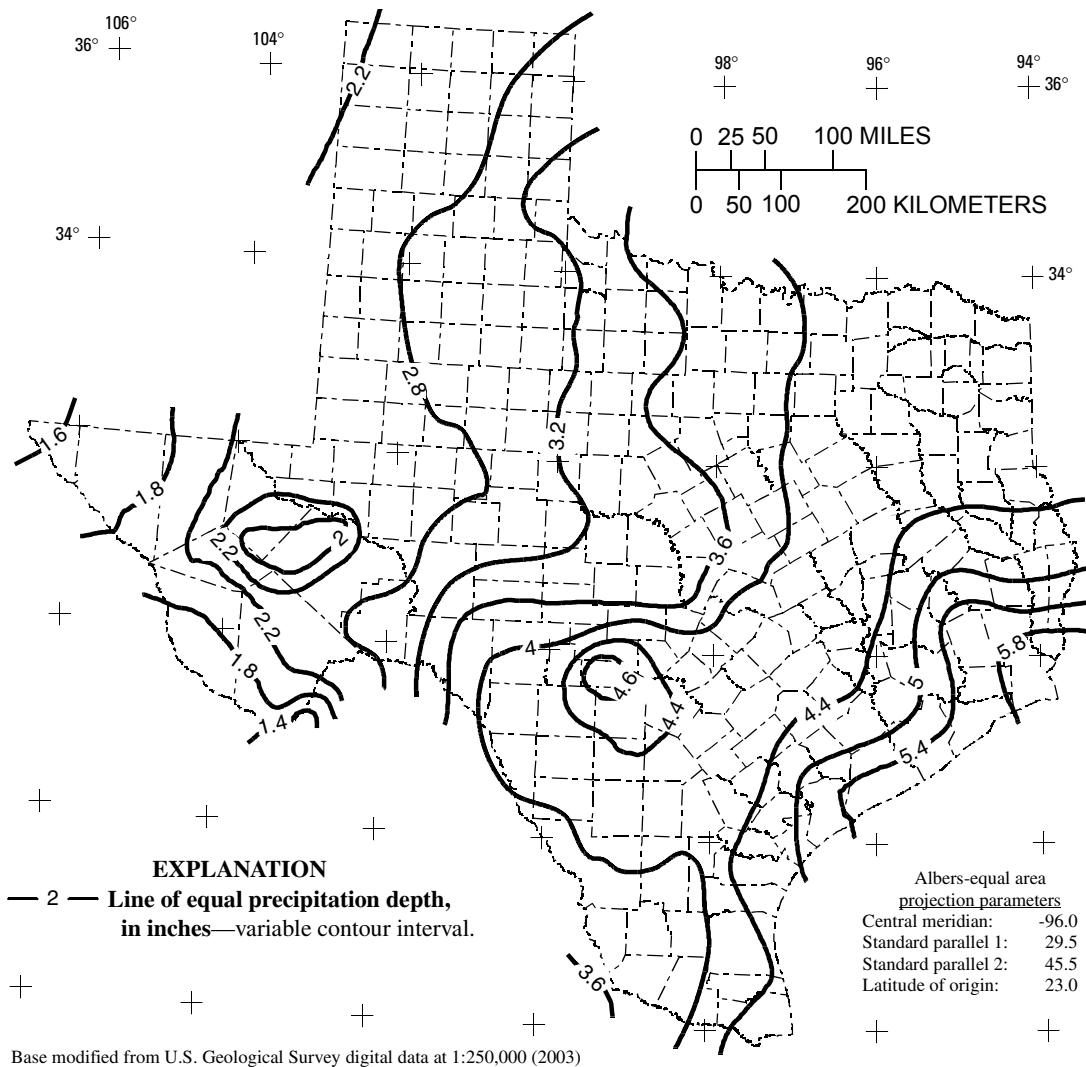 106°
36°
104°
98°
96°
94°
36°
0 25 50 100 MILES
0 50 100 200 KILOMETERS
34°
34°
2.2
2.8
3.2
1.6
1.8
2.2
2
3.6
2.2
1.8
1.4
4
4.6
4.4
4.4
5
5.8
5.4
3.6
EXPLANATION
2 Line of equal precipitation depth,
in inches—variable contour interval.
Albers-equal area
projection parameters
Central meridian: -96.0
Standard parallel 1: 29.5
Standard parallel 2: 45.5
Latitude of origin: 23.0
Base modified from U.S. Geological Survey digital data at 1:250,000 (2003)